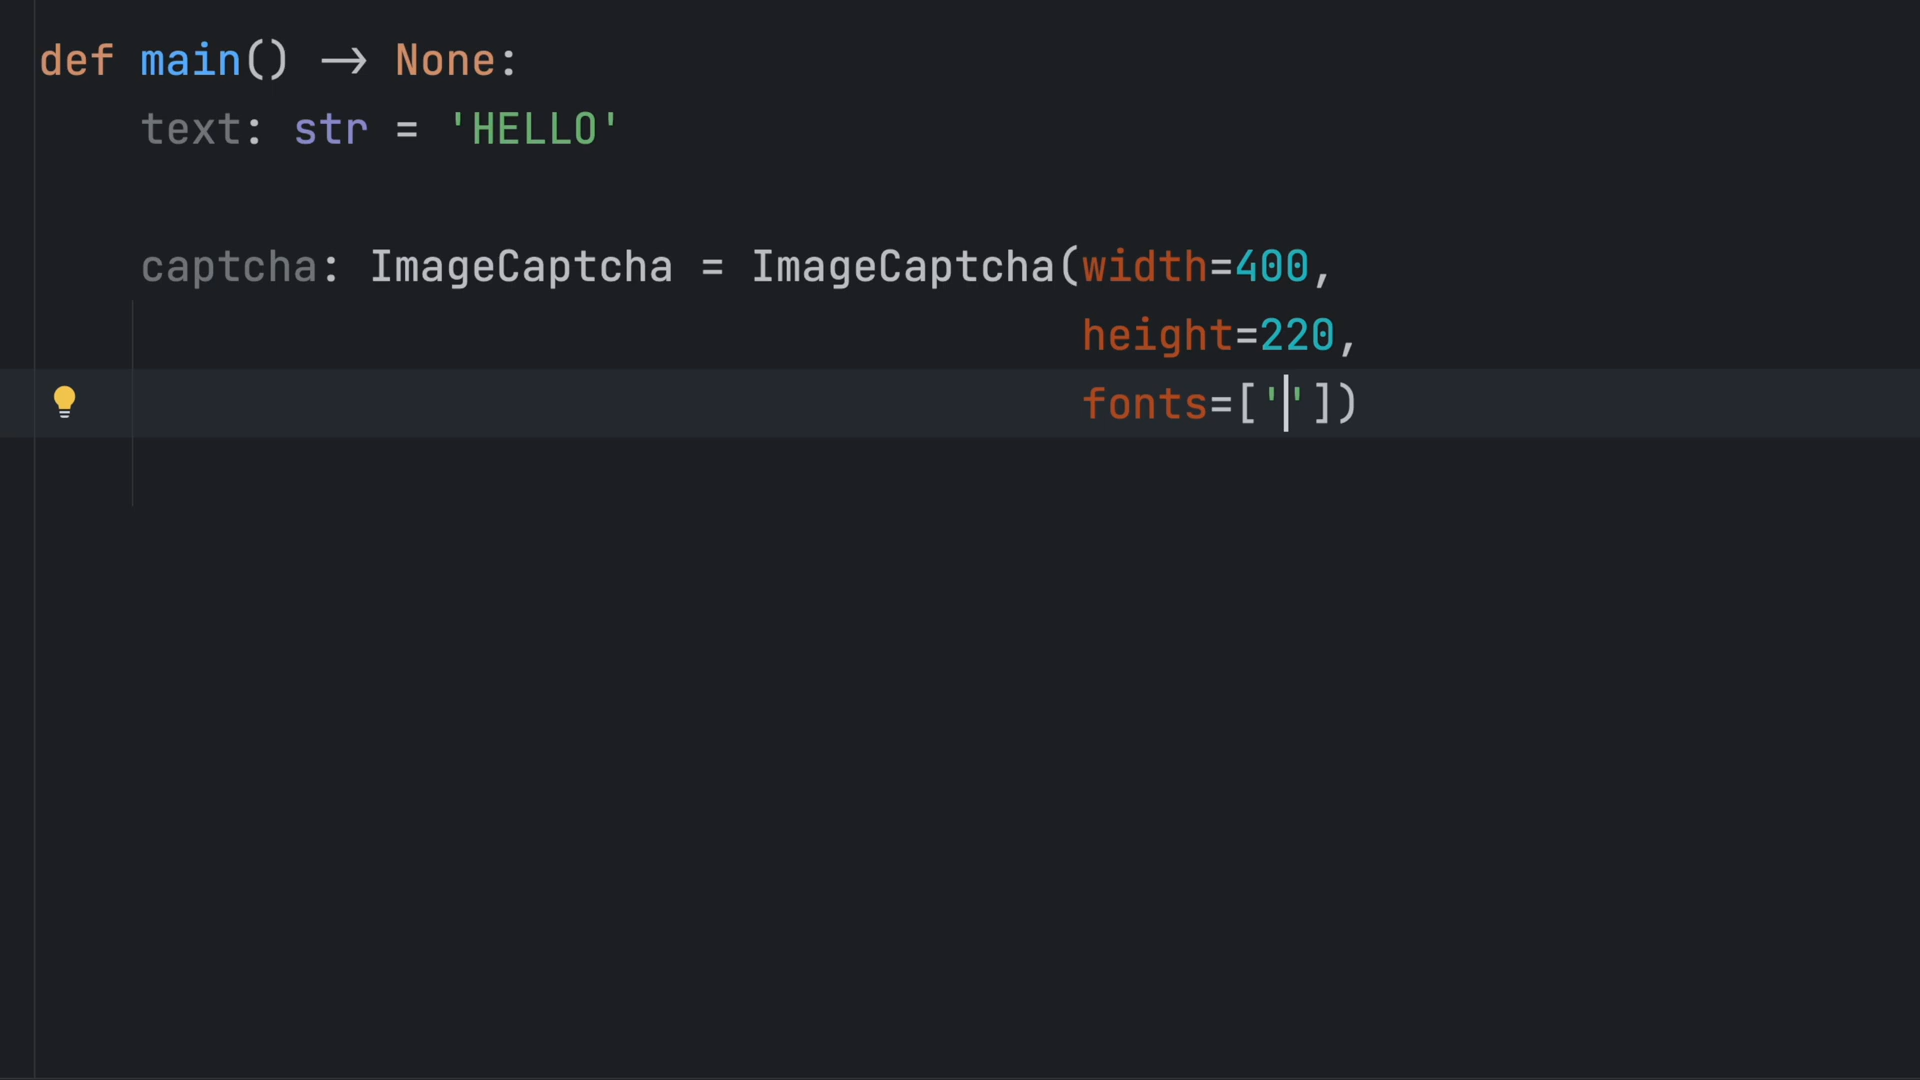 def main() -> None:
text: str = 'HELLO'
captcha: ImageCaptcha = ImageCaptcha(width=400,
height=220,
fonts=[''])